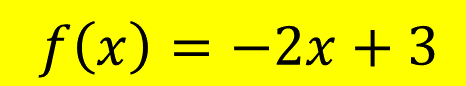 f(x) = −2x + 3